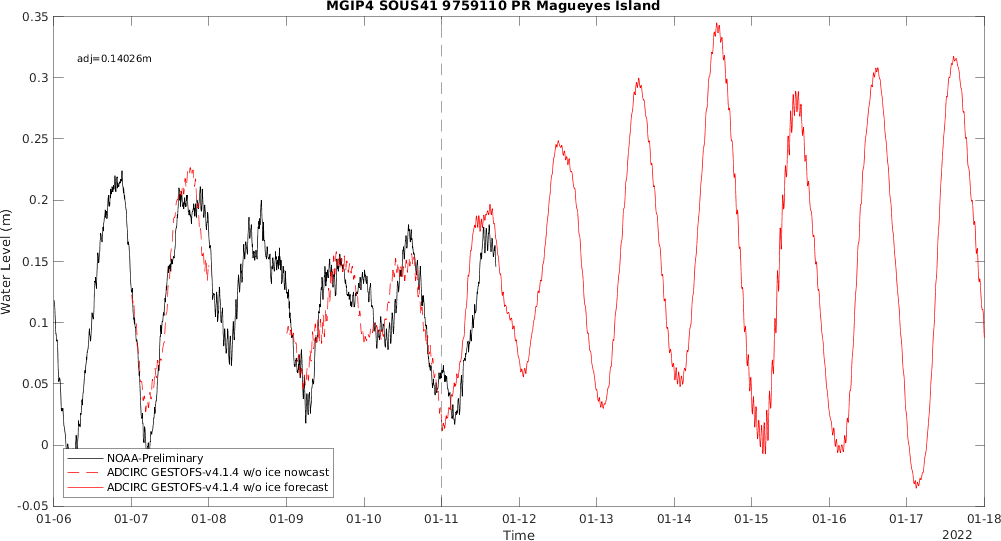 MGIP4 SOUS41 9759110 PR Magueyes Island
adj=0.14026m
0.35
0.3
0.25
0.2
0.15
0.1
0.05
0
-0.05
Water Level (m)
NOAA-Preliminary
ADCIRC GESTOFS-v4.1.4 w/o ice nowcast
ADCIRC GESTOFS-v4.1.4 w/o ice forecast
01-06 01-07 01-08 01-09 01-10 01-11 01-12 01-13 01-14 01-15 01-16 01-17 01-18
Time
2022